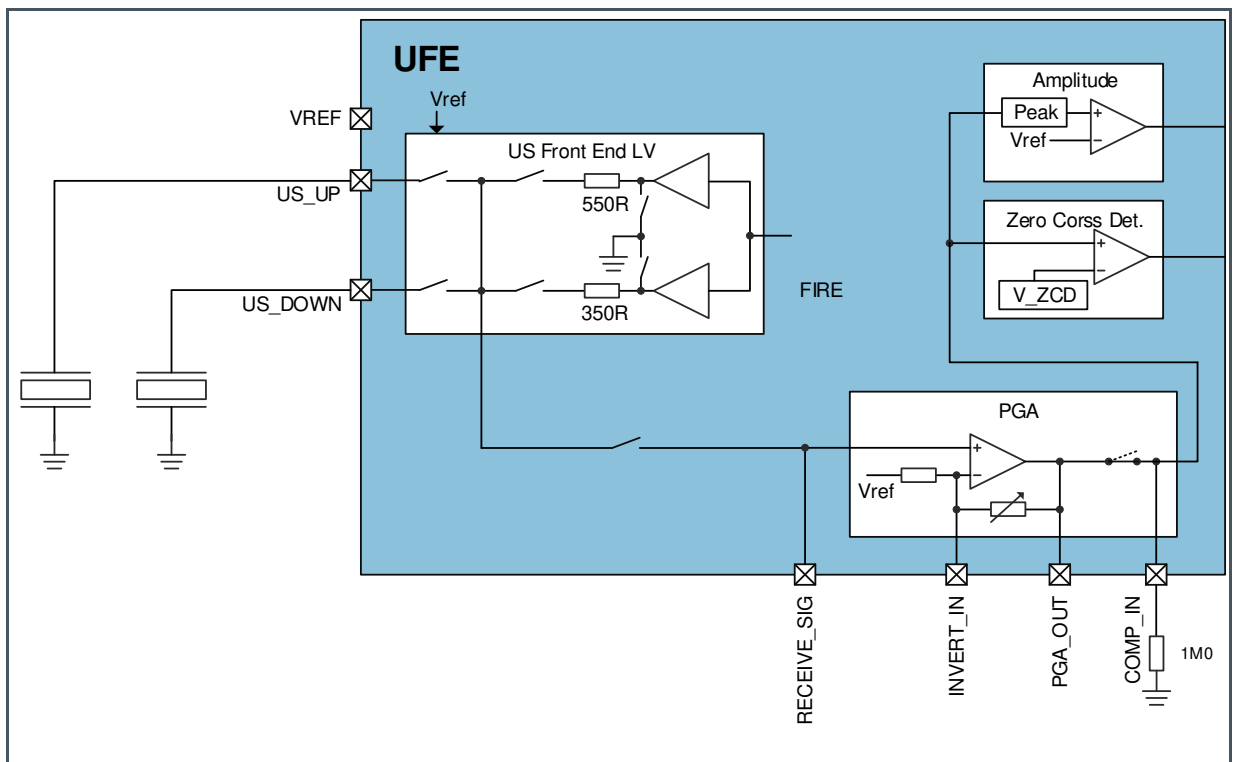 UFE
Vref
VREF
US Front End LV
US_UP
550R
US_DOWN
350R
FIRE
Amplitude
Peak
Vref
Zero Corss Det.
V_ZCD
PGA
Vref
RECEIVE_SIG
INVERT_IN
PGA_OUT
COMP_IN
1M0
+
−
+
−
+
−